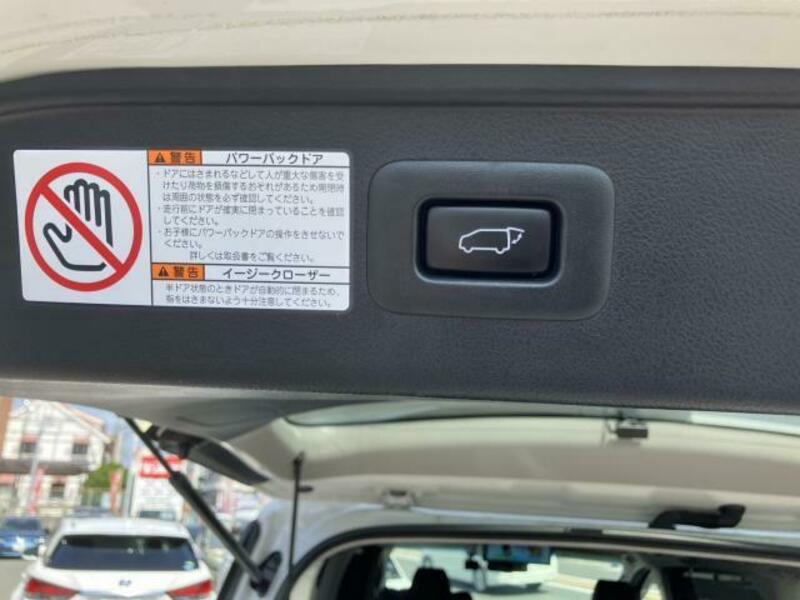 警告 パワーバックドア
・ドアにはさまれるなどして人が重大な傷害を
受けたり荷物を損傷するおそれがあるため開閉時
は周囲の状態を必ず確認してください。
・走行前にドアが確実に閉まっていることを確認
してください。
・お子様にパワーバックドアの操作をさせないで
ください。
詳しくは取扱書をご覧ください。
警告 イージークローザー
半ドア状態のときドアが自動的に閉まるため、
指をはさまないよう十分注意してください。